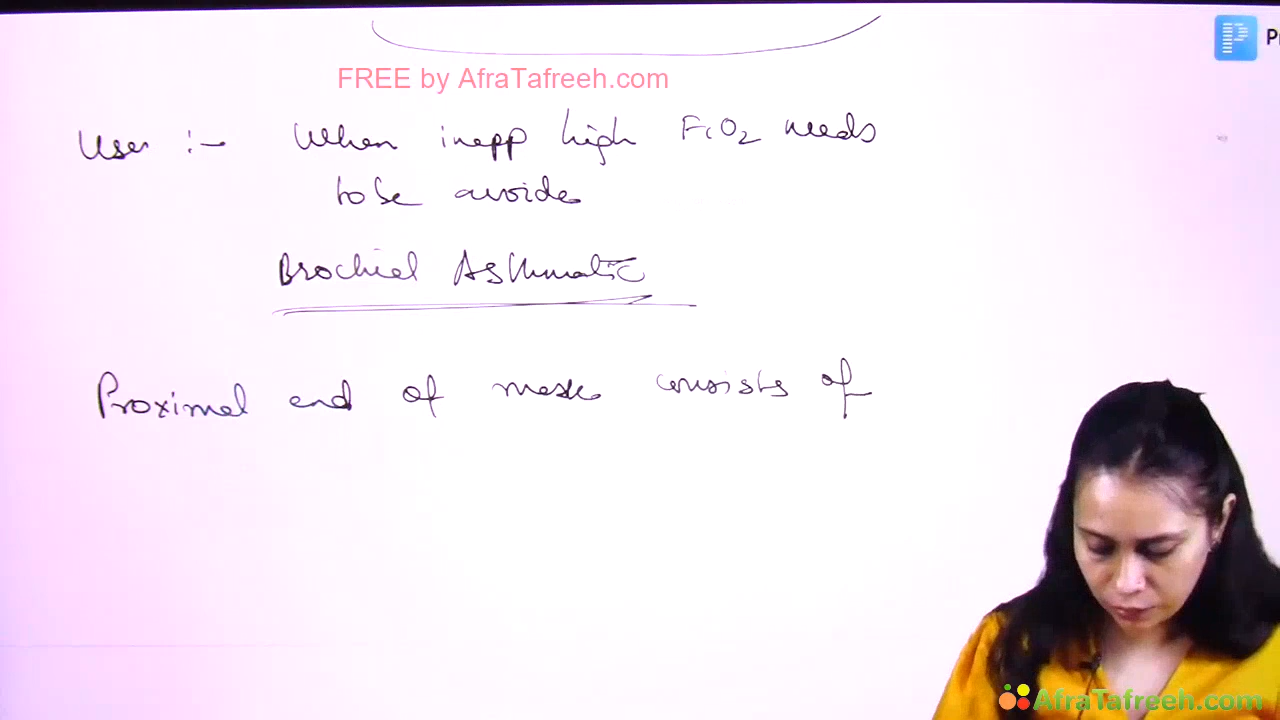 P
FREE by AfraTafreeh.com
Uses :- When inapp high FiO2 needs
to be avoide
Brochial Asthmatic
Proximal end of mask consists of
AfraTafreeh.com